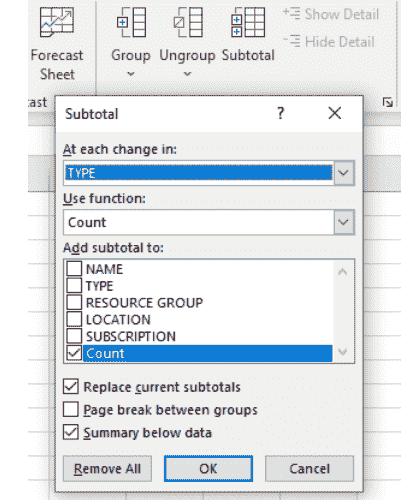 Show Detail
Hide Detail
Forecast
Sheet
Group
Ungroup
Subtotal
ast
Subtotal
?
At each change in:
TYPE
Use function:
Count
Add subtotal to:
NAME
TYPE
RESOURCE GROUP
LOCATION
SUBSCRIPTION
Count
Replace current subtotals
Page break between groups
Summary below data
Remove All
OK
Cancel